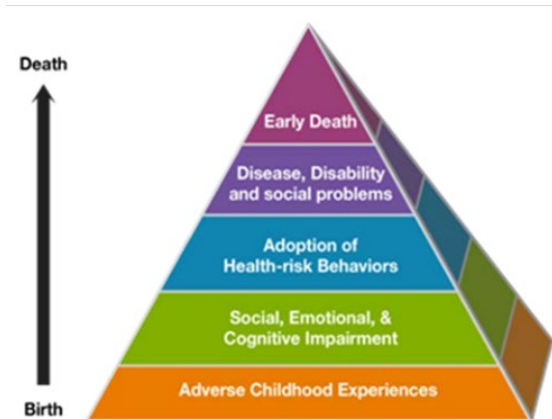 Death
Early Death
Disease, Disability
and social problems
Adoption of
Health-risk Behaviors
Social, Emotional, &
Cognitive Impairment
Adverse Childhood Experiences
Birth